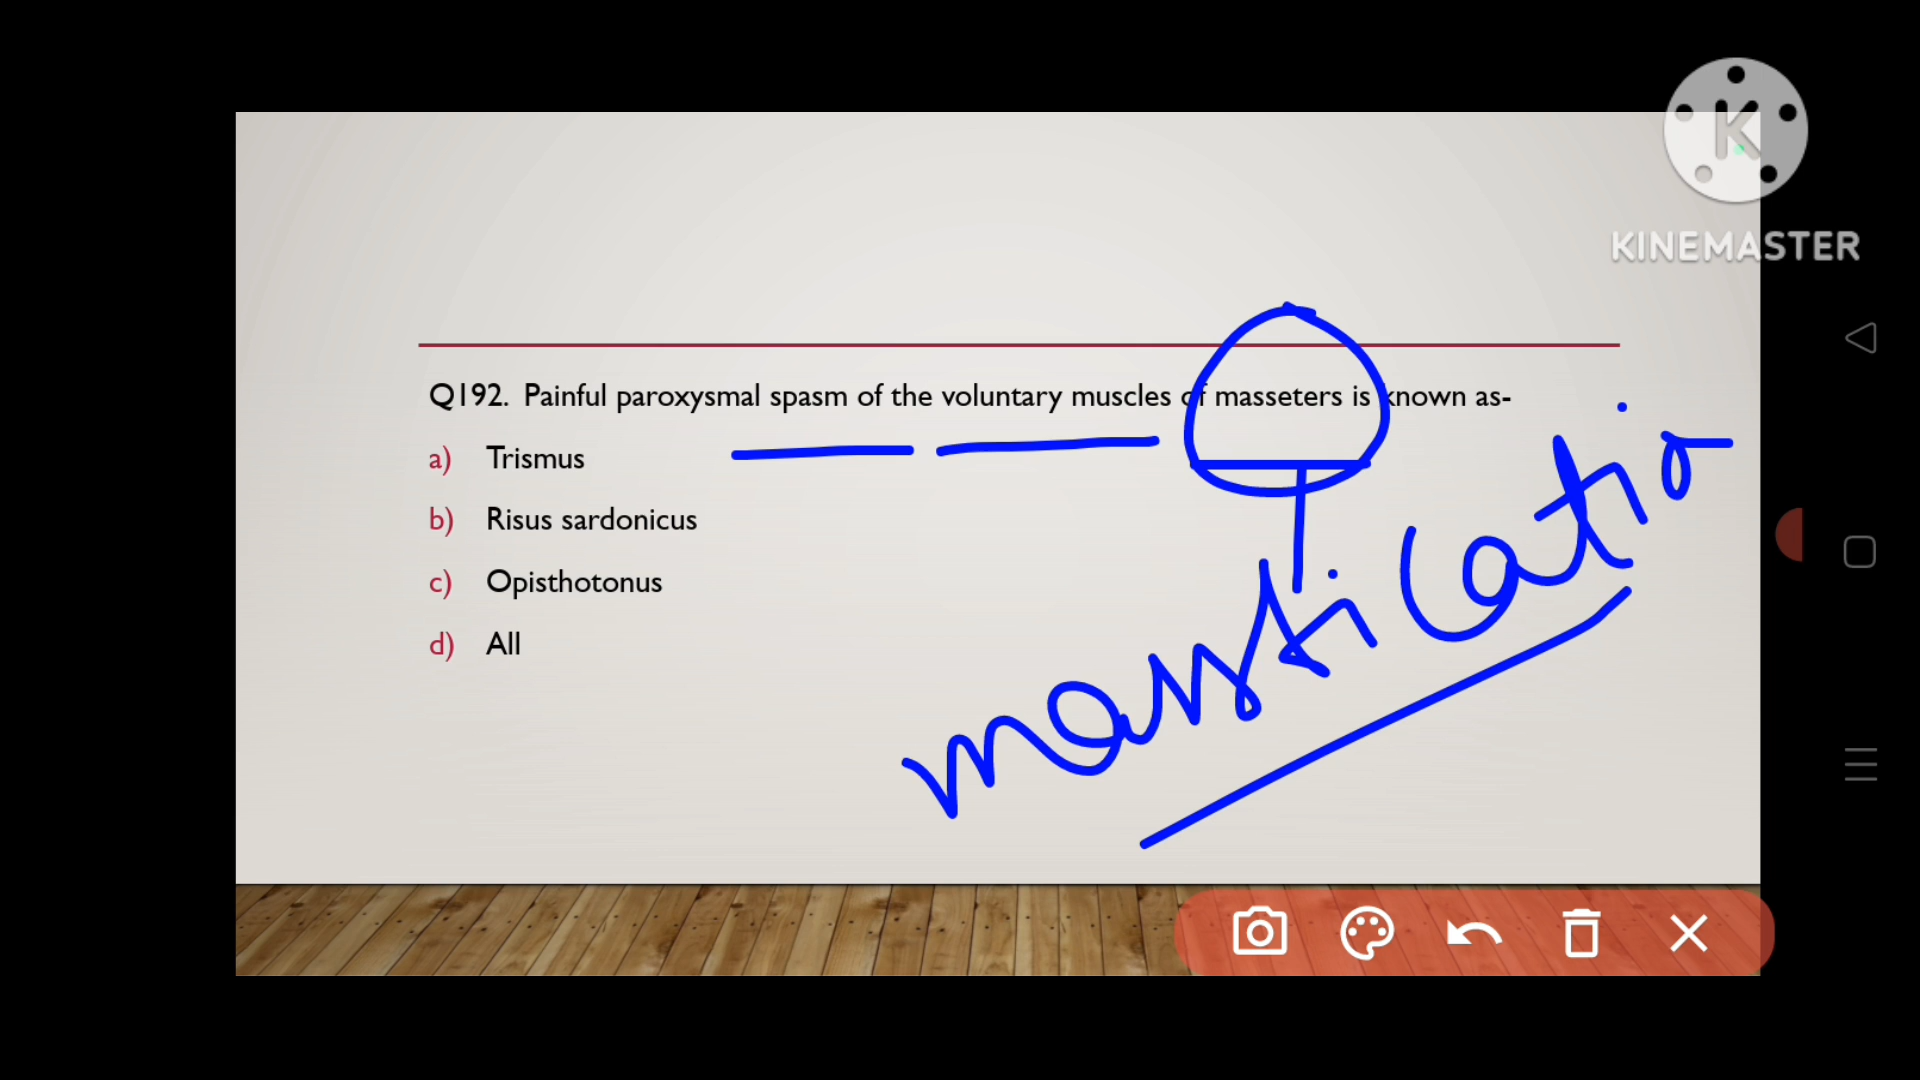 K
KINEMASTER
Q192. Painful paroxysmal spasm of the voluntary muscles of masseters is known as-
a) Trismus
b) Risus sardonicus
c) Opisthotonus
d) All
masticatio